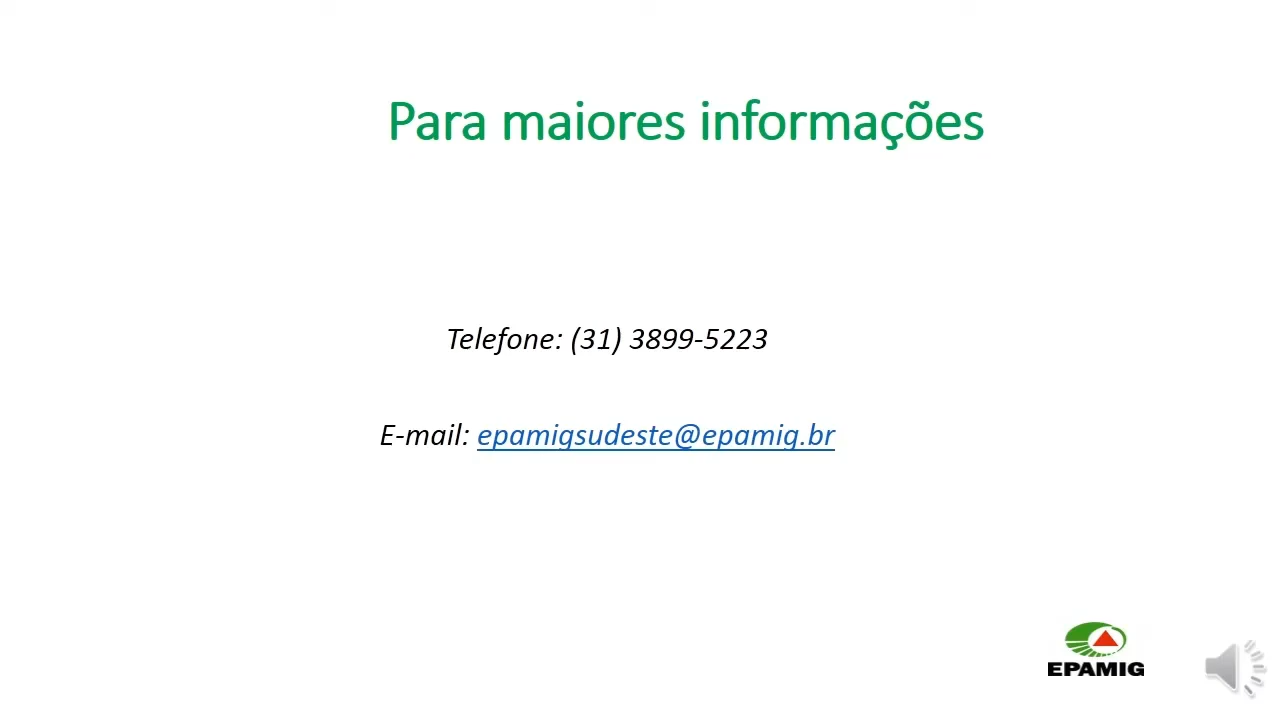 Para maiores informações
Telefone: (31) 3899-5223
E-mail: epamigsudeste@epamig.br
EPAMIG